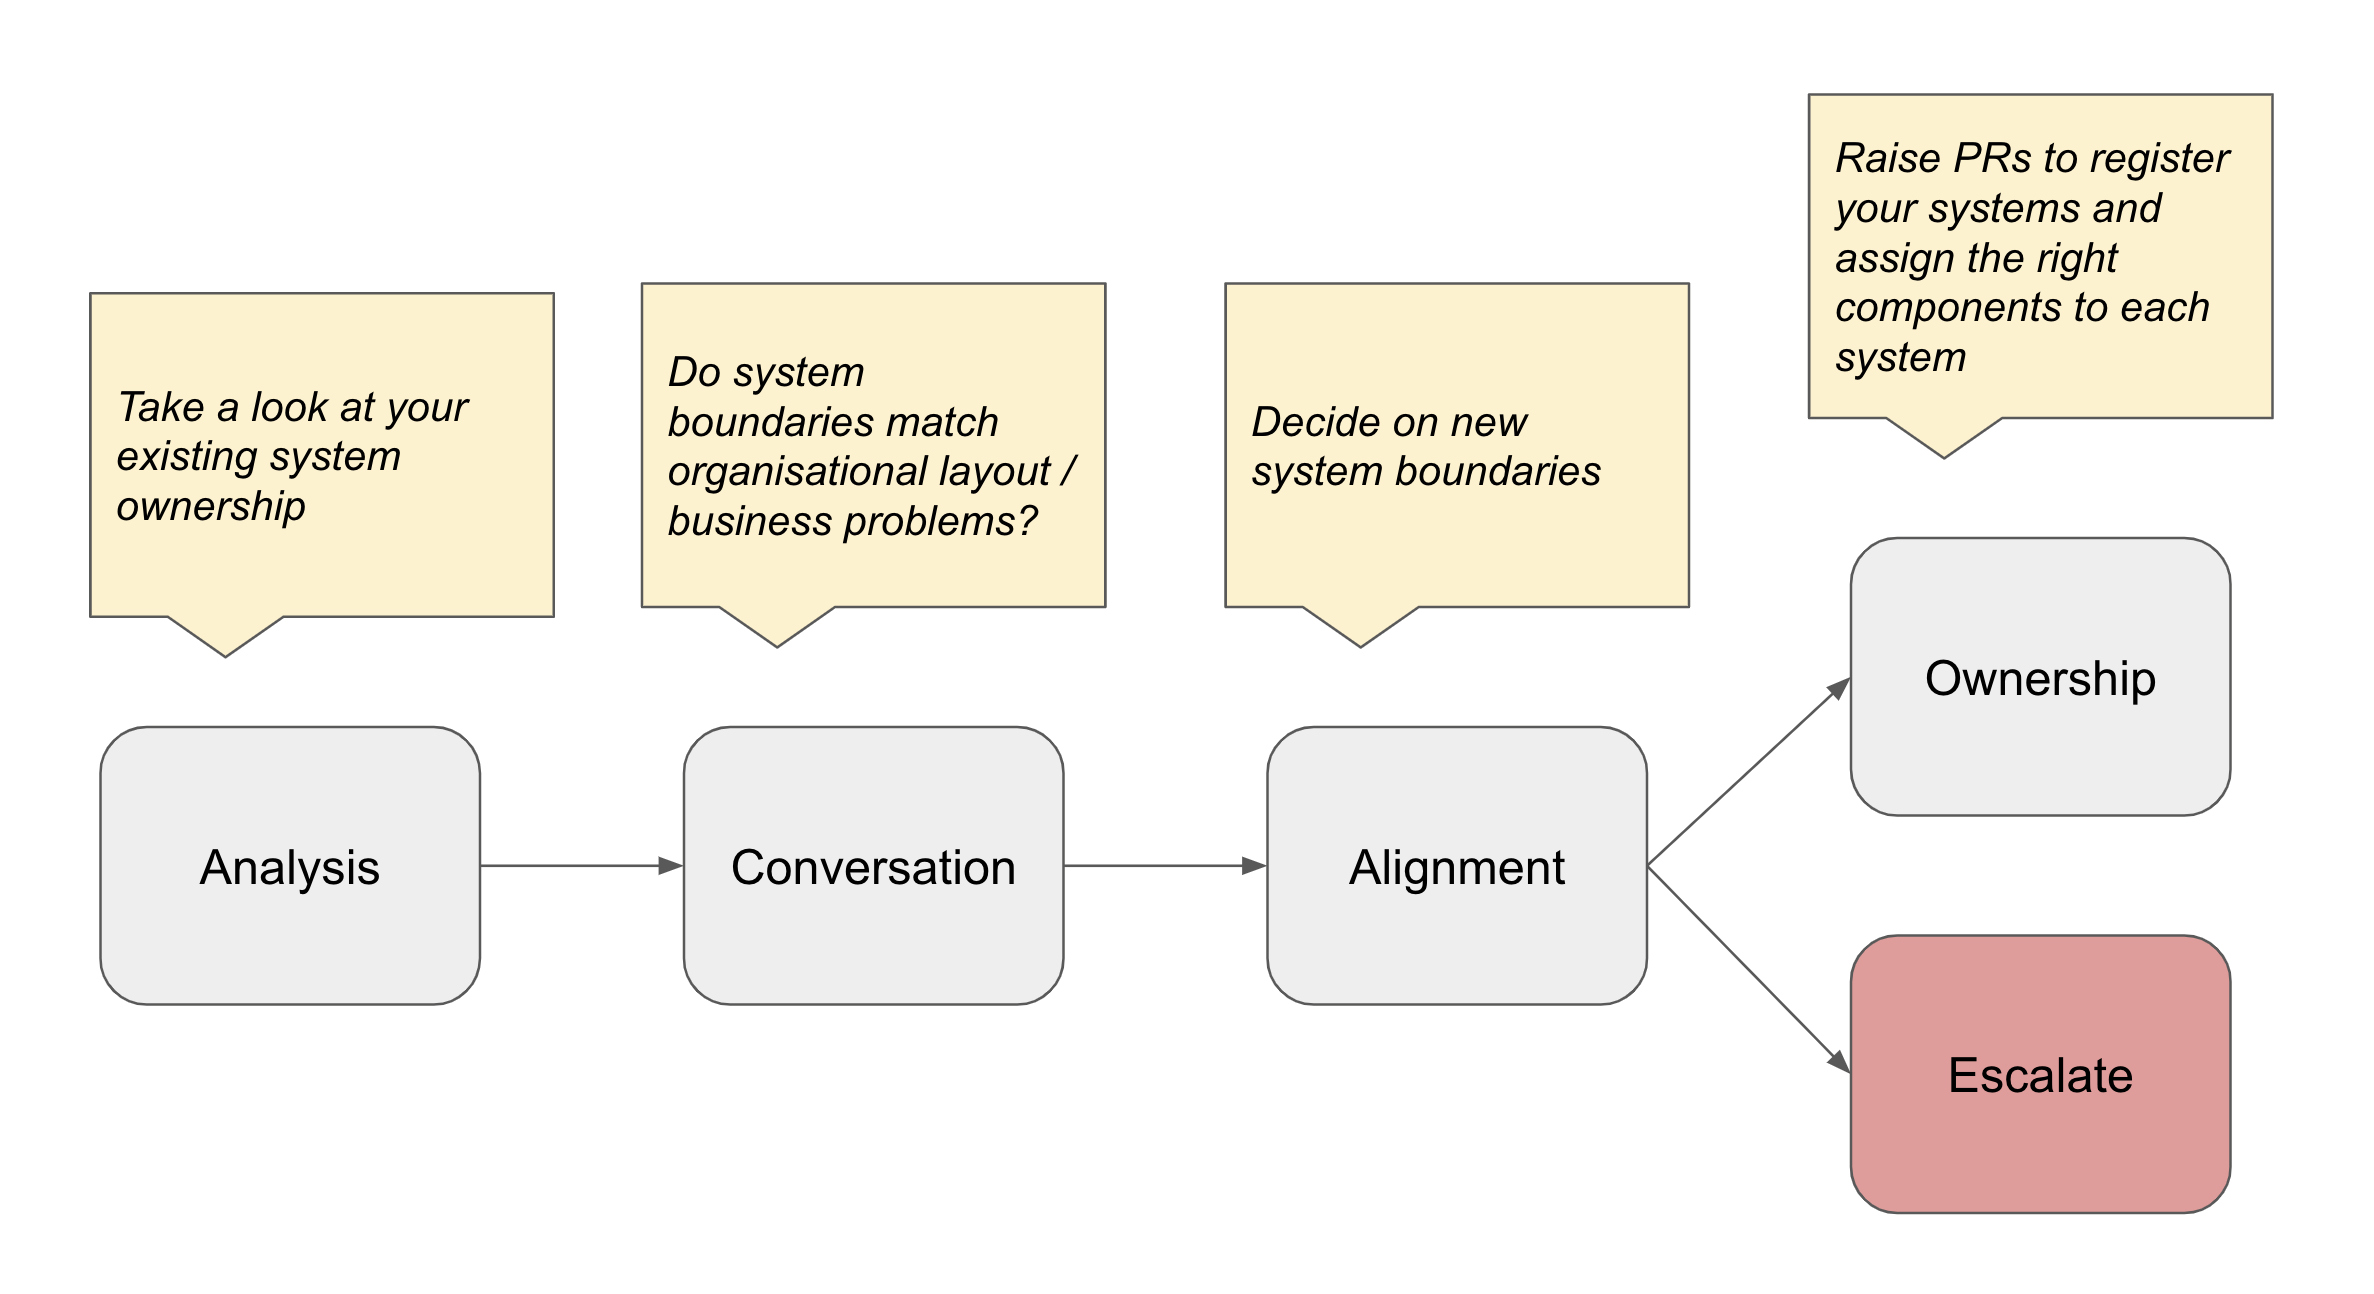 Take a look at your
existing system
ownership
Do system
boundaries match
organisational layout /
business problems?
Decide on new
system boundaries
Raise PRs to register
your systems and
assign the right
components to each
system
Analysis
Conversation
Alignment
Ownership
Escalate